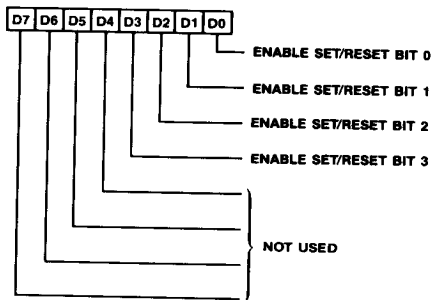 D7 D6 D5 D4 D3 D2 D1 D0
ENABLE SET/RESET BIT 0
ENABLE SET/RESET BIT 1
ENABLE SET/RESET BIT 2
ENABLE SET/RESET BIT 3
NOT USED